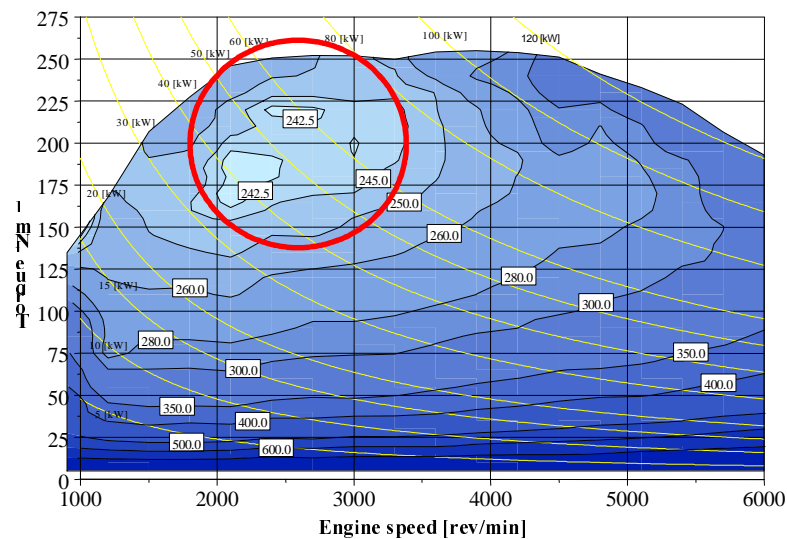 275
250
225
200
175
150
125
100
75
50
25
0
1000
2000
3000
4000
5000
6000
Torque [Nm]
Engine speed [rev/min]
5 [kW]
10 [kW]
15 [kW]
20 [kW]
30 [kW]
40 [kW]
50 [kW]
60 [kW]
80 [kW]
100 [kW]
120 [kW]
242.5
242.5
245.0
250.0
260.0
260.0
280.0
280.0
300.0
300.0
350.0
350.0
400.0
400.0
500.0
600.0